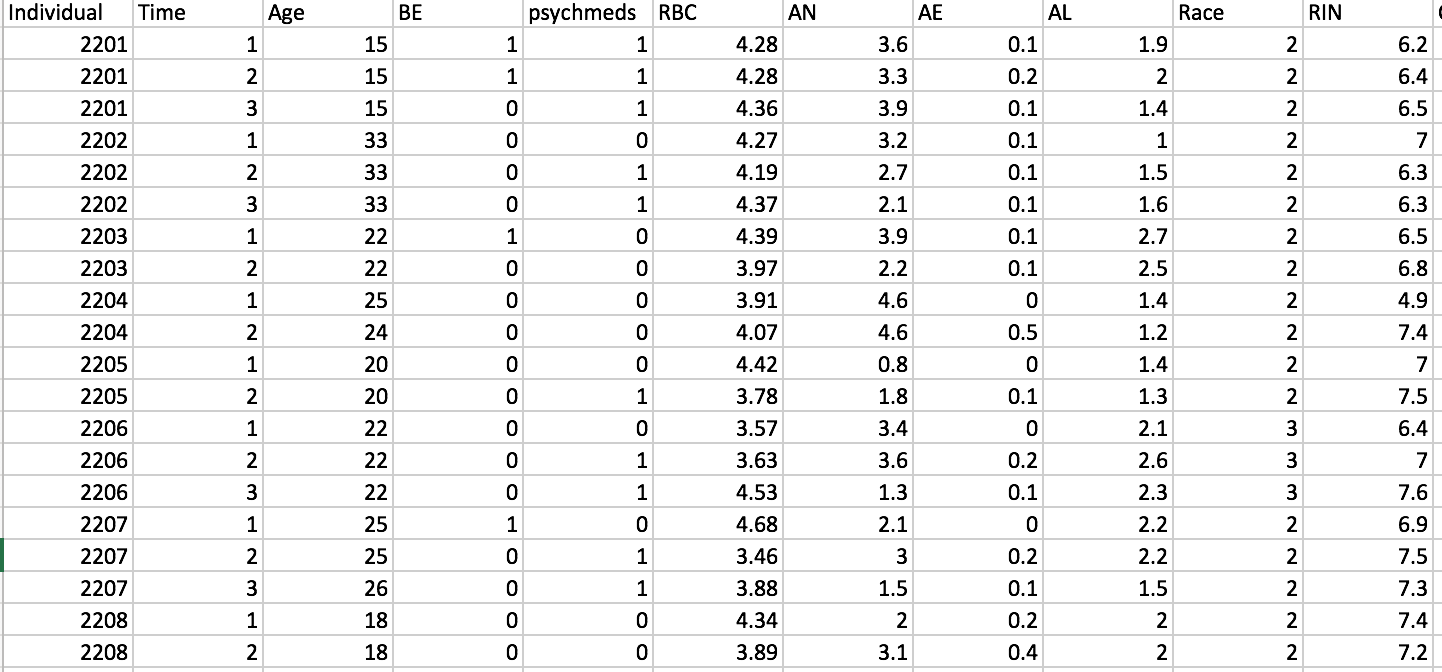 Individual Time Age BE psychmeds RBC AN AE AL Race RIN
2201 1 15 1 1 4.28 3.6 0.1 1.9 2 6.2
2201 2 15 1 1 4.28 3.3 0.2 2 2 6.4
2201 3 15 0 1 4.36 3.9 0.1 1.4 2 6.5
2202 1 33 0 0 4.27 3.2 0.1 1 2 7
2202 2 33 0 1 4.19 2.7 0.1 1.5 2 6.3
2202 3 33 0 1 4.37 2.1 0.1 1.6 2 6.3
2203 1 22 1 0 4.39 3.9 0.1 2.7 2 6.5
2203 2 22 0 0 3.97 2.2 0.1 2.5 2 6.8
2204 1 25 0 0 3.91 4.6 0 1.4 2 4.9
2204 2 24 0 0 4.07 4.6 0.5 1.2 2 7.4
2205 1 20 0 0 4.42 0.8 0 1.4 2 7
2205 2 20 0 1 3.78 1.8 0.1 1.3 2 7.5
2206 1 22 0 0 3.57 3.4 0 2.1 3 6.4
2206 2 22 0 1 3.63 3.6 0.2 2.6 3 7
2206 3 22 0 1 4.53 1.3 0.1 2.3 3 7.6
2207 1 25 1 0 4.68 2.1 0 2.2 2 6.9
2207 2 25 0 1 3.46 3 0.2 2.2 2 7.5
2207 3 26 0 1 3.88 1.5 0.1 1.5 2 7.3
2208 1 18 0 0 4.34 2 0.2 2 2 7.4
2208 2 18 0 0 3.89 3.1 0.4 2 2 7.2